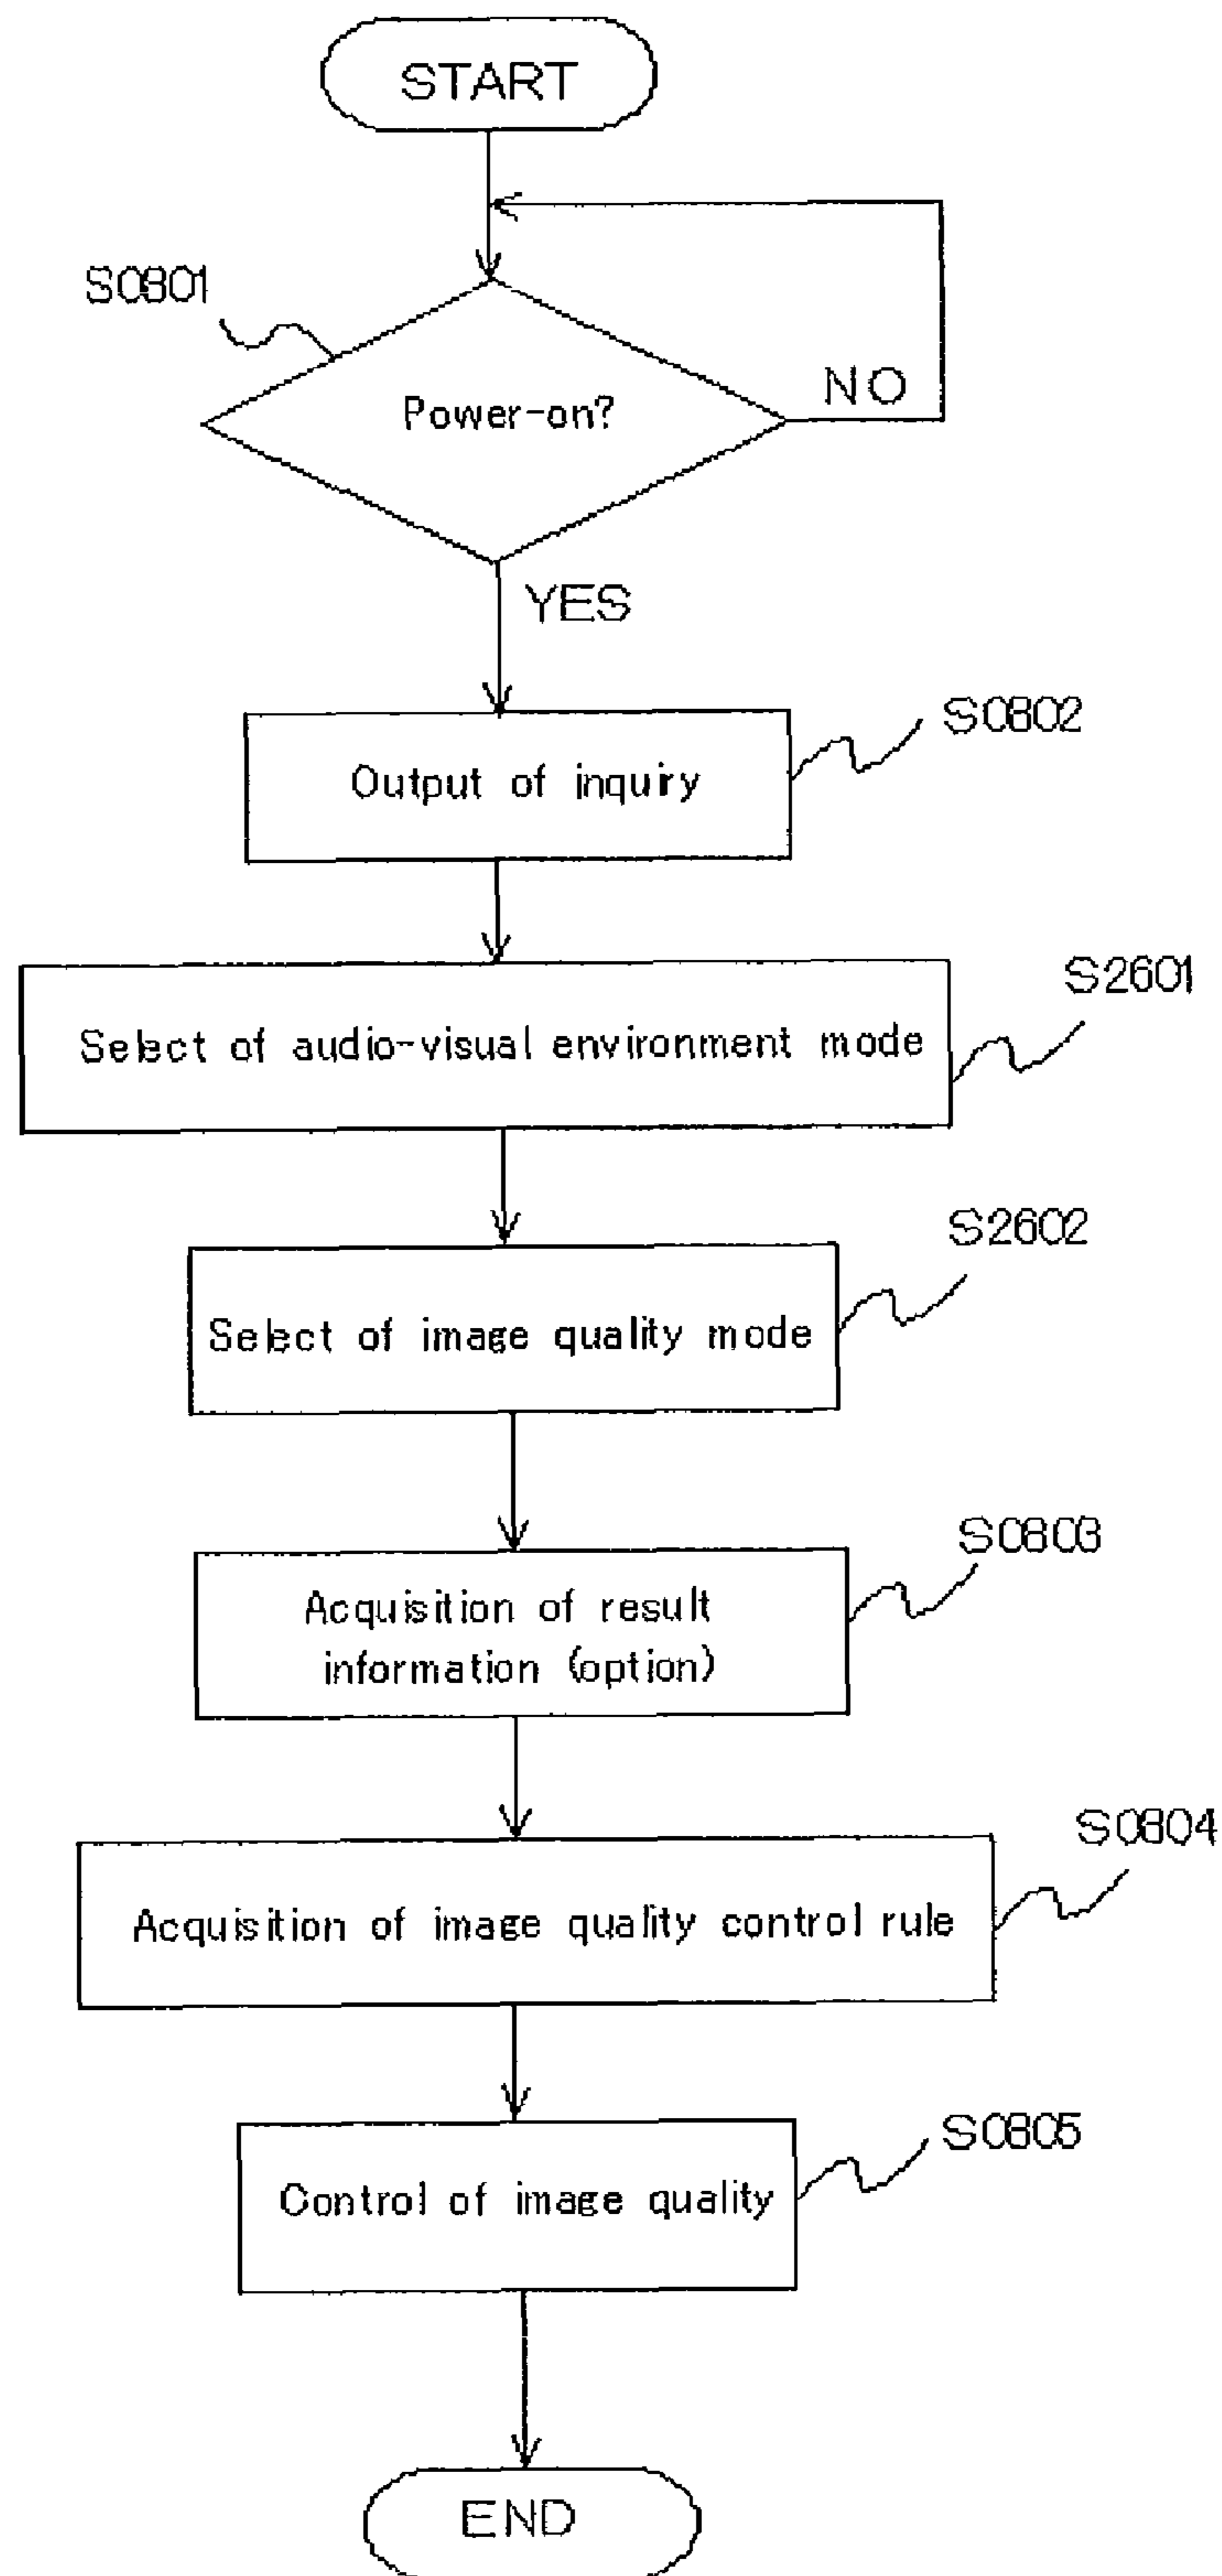 START
S0801
Power-on?
NO
YES
S0802
Output of inquiry
S2601
Select of audio-visual environment mode
S2602
Select of image quality mode
S0803
Acquisition of result
information (option)
S0804
Acquisition of image quality control rule
S0805
Control of image quality
END